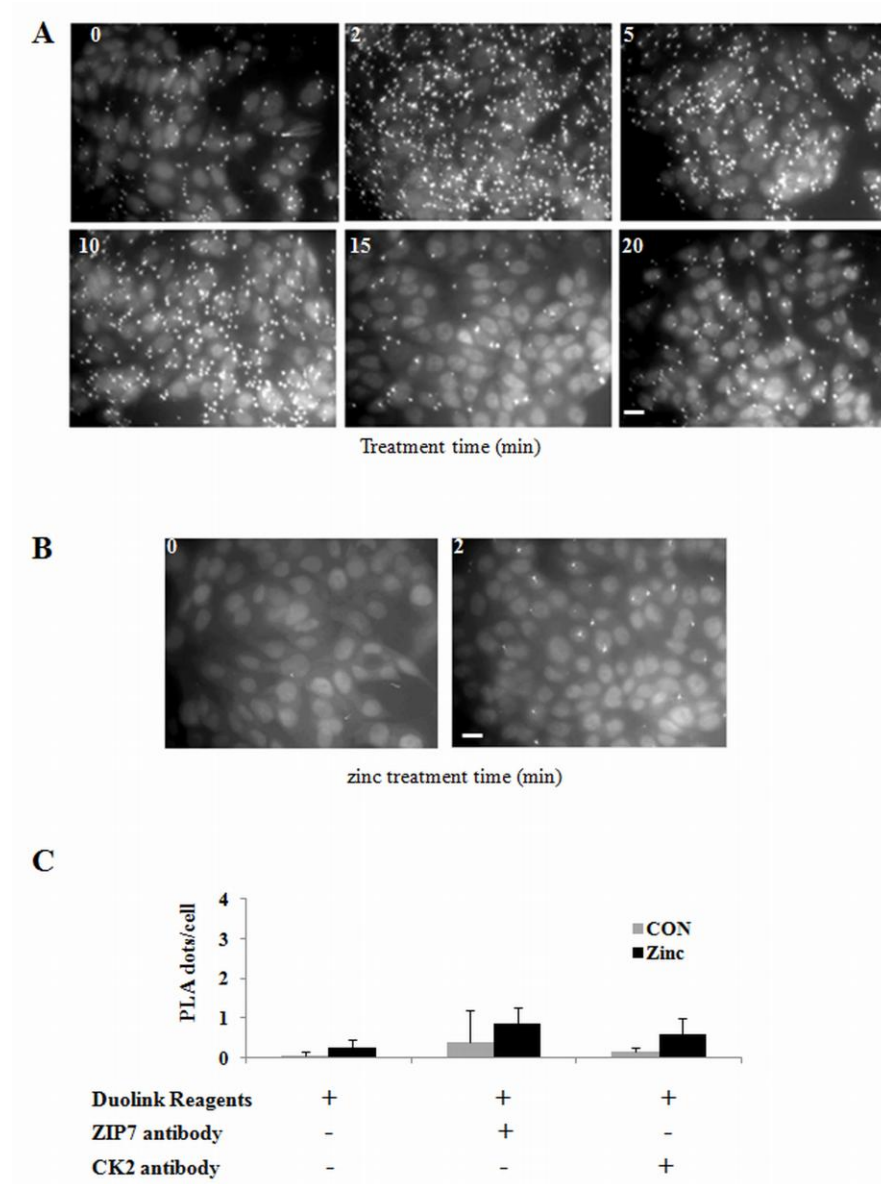 A
0
2
5
10
15
20
Treatment time (min)
B
0
2
zinc treatment time (min)
C
PLA dots/cell
4
3
2
1
0
CON
Zinc
Duolink Reagents + + +
ZIP7 antibody - + -
CK2 antibody - - +